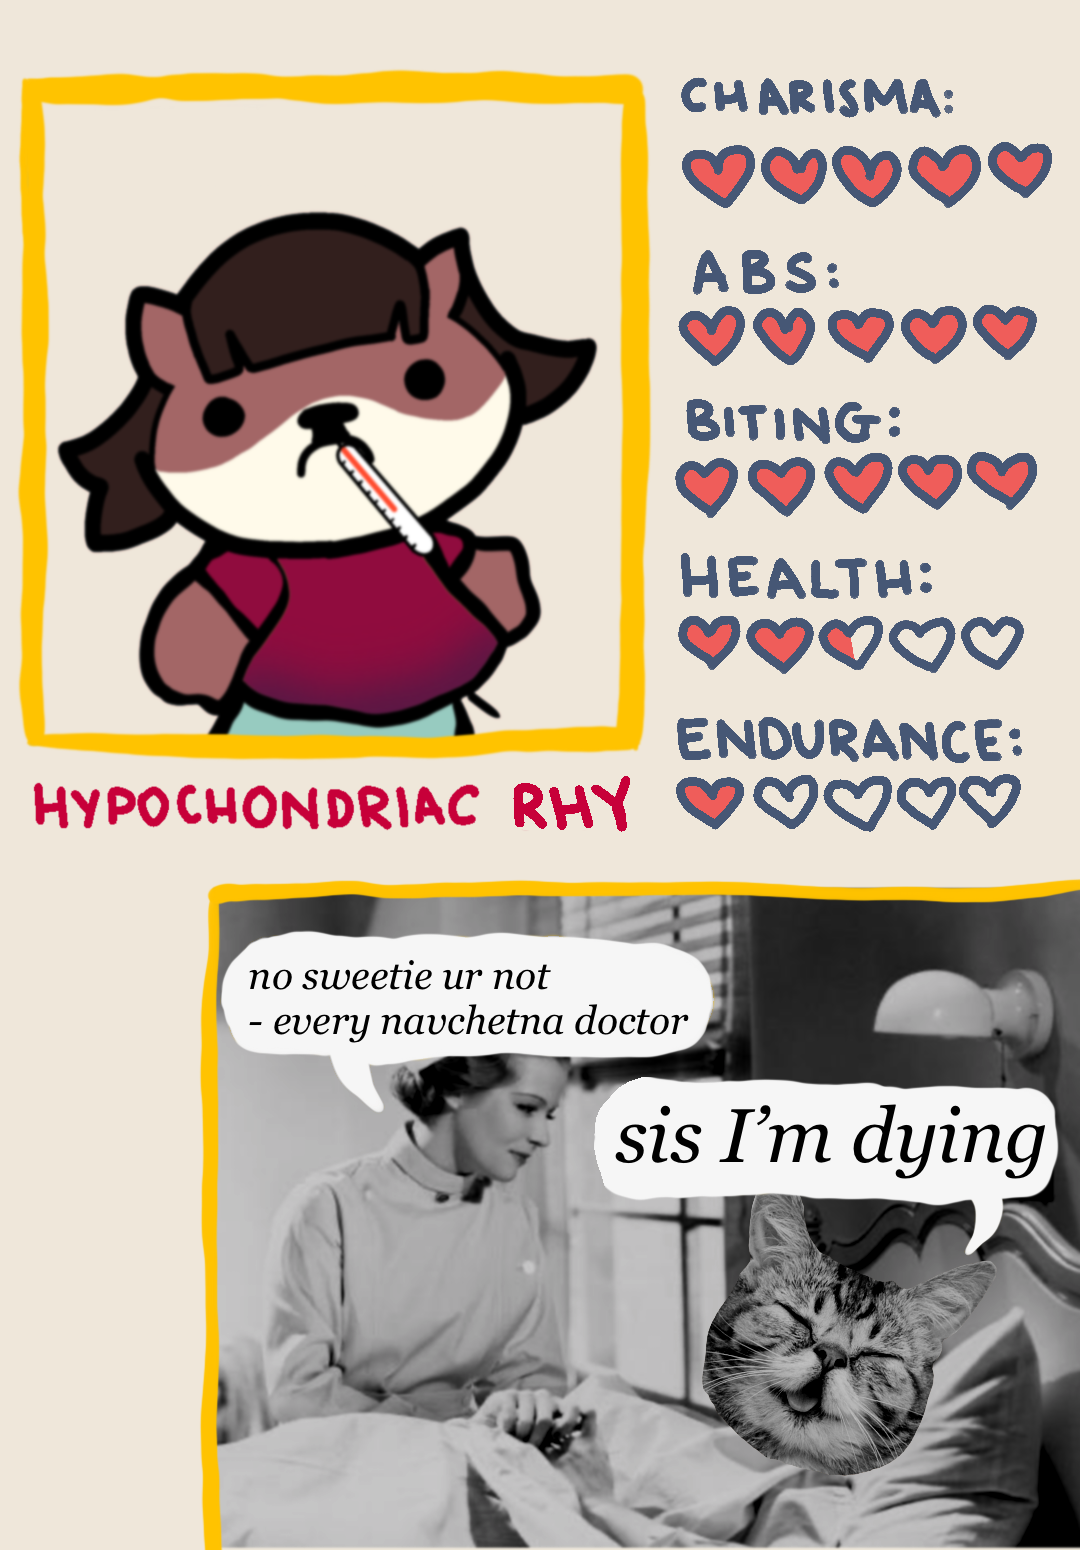 CHARISMA:
ABS:
BITING:
HEALTH:
ENDURANCE:
HYPOCHONDRIAC RHY
no sweetie ur not
- every navchetna doctor
sis I'm dying